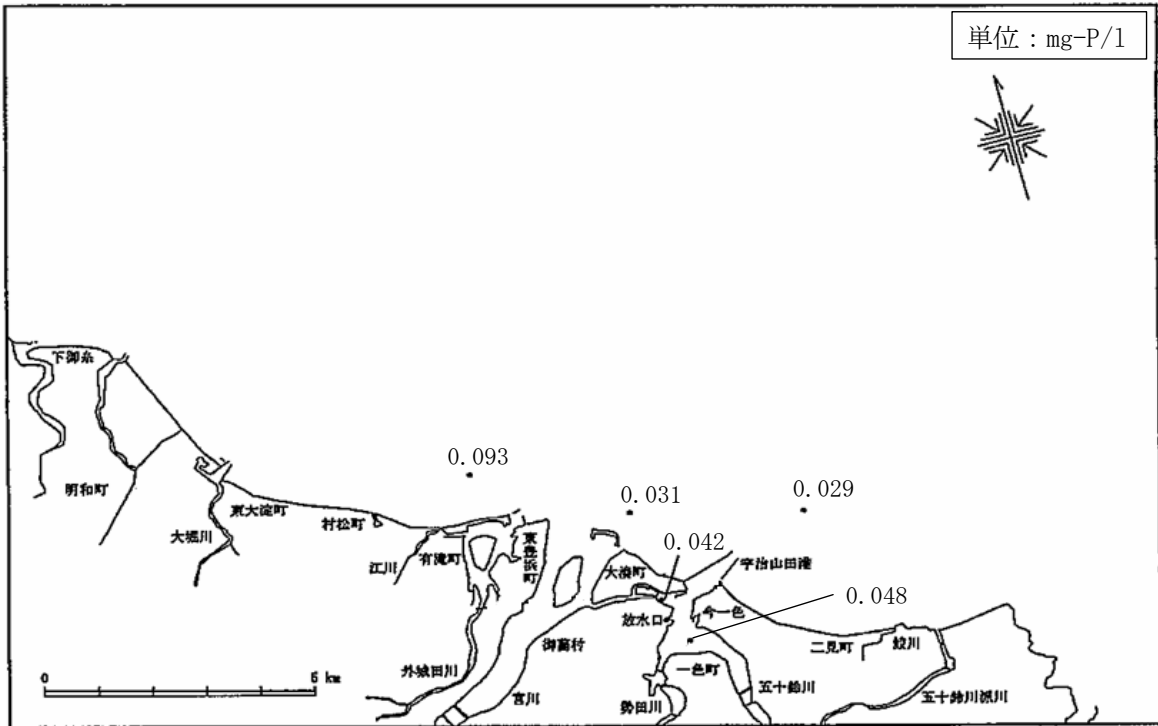 単位：mg-P/l
下御糸
0.093
0.031
0.029
明和町
東大淀町
村松町
大堀川
江川
有滝町
東豊浜町
大湊町
0.042
宇治山田港
0.048
放水口
今一色
御薗村
二見町
鮫川
外城田川
一色町
五十鈴川
五十鈴川派川
宮川
勢田川
0
5 km